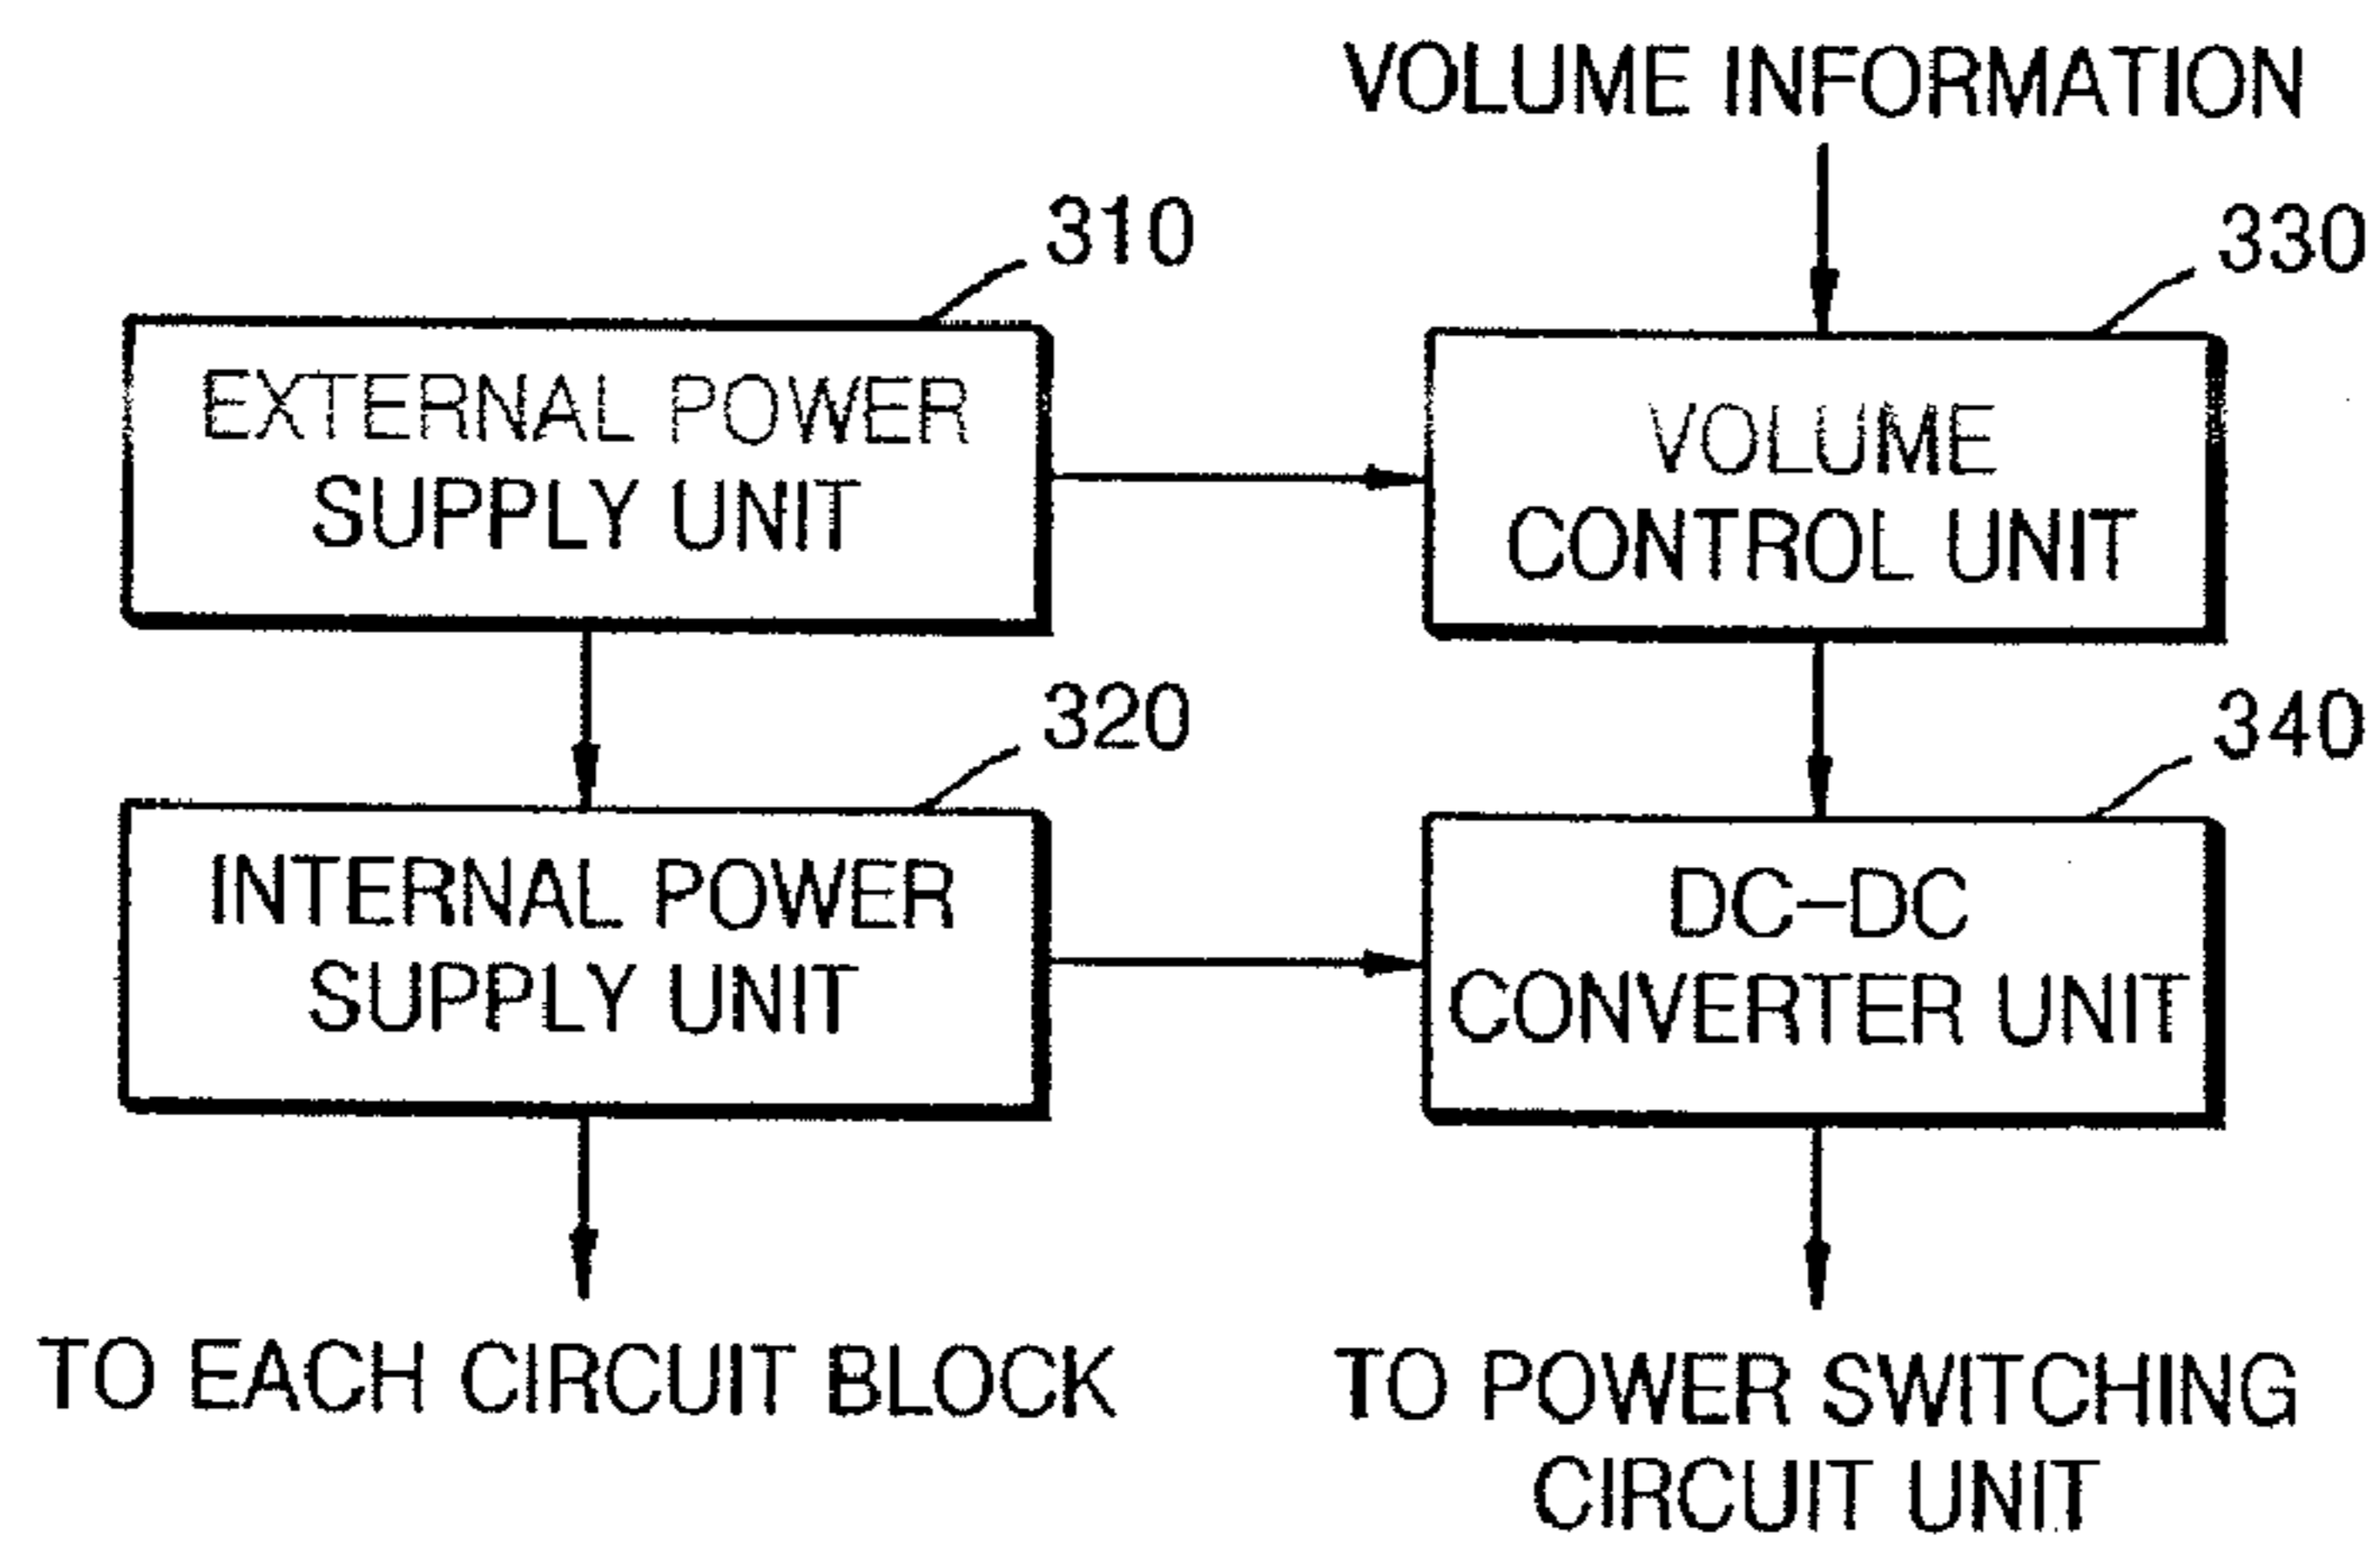 VOLUME INFORMATION
310
330
EXTERNAL POWER
SUPPLY UNIT
VOLUME
CONTROL UNIT
320
340
INTERNAL POWER
SUPPLY UNIT
DC-DC
CONVERTER UNIT
TO EACH CIRCUIT BLOCK
TO POWER SWITCHING
CIRCUIT UNIT